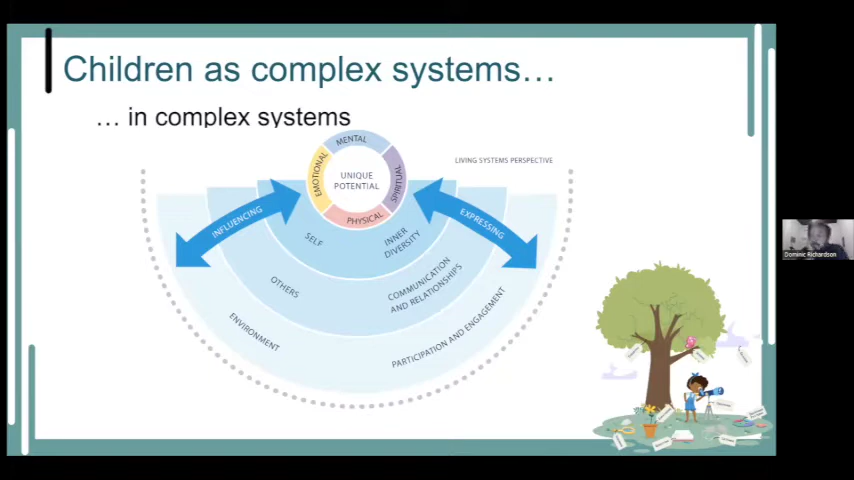 Children as complex systems…
… in complex systems
MENTAL
EMOTIONAL
SPIRITUAL
PHYSICAL
UNIQUE
POTENTIAL
LIVING SYSTEMS PERSPECTIVE
INFLUENCING
EXPRESSING
SELF
INNER
DIVERSITY
OTHERS
COMMUNICATION
AND RELATIONSHIPS
ENVIRONMENT
PARTICIPATION AND ENGAGEMENT
Dominic Richardson